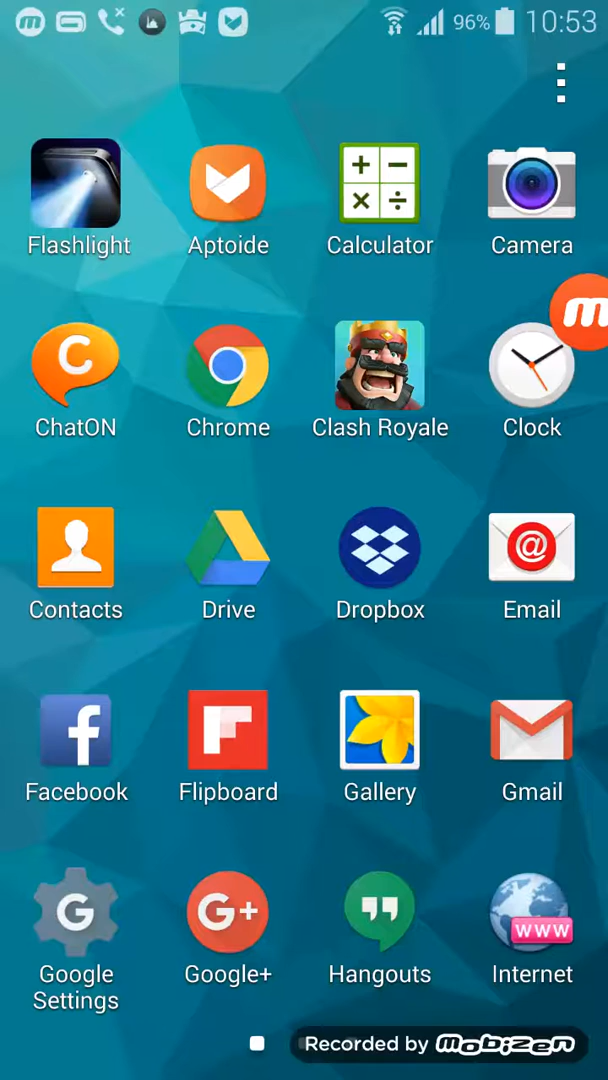 96% 10:53
Flashlight Aptoide Calculator Camera
m
C
ChatON Chrome Clash Royale Clock
@
Contacts Drive Dropbox Email
f
Facebook Flipboard Gallery Gmail
G G+ WWW
Google Settings Google+ Hangouts Internet
Recorded by mobizen